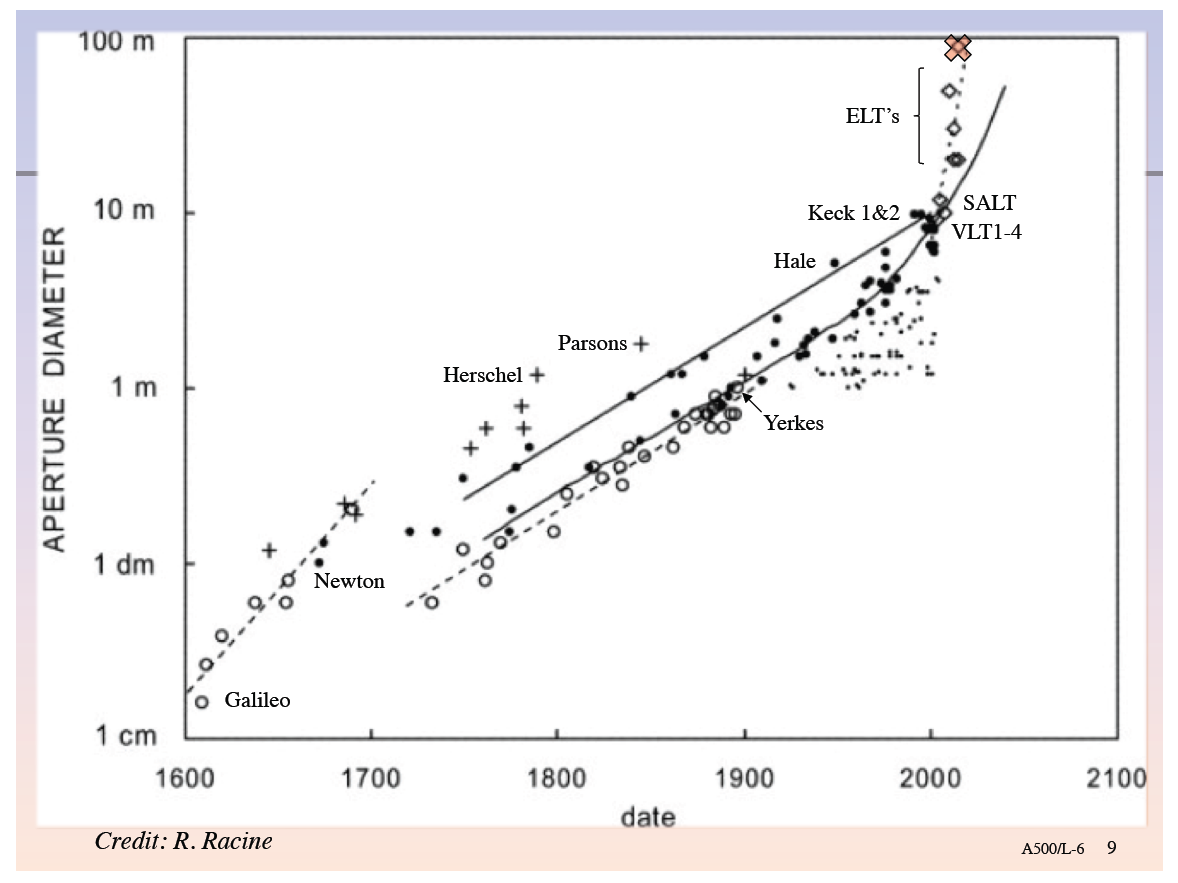 100 m
ELT's
10 m
Keck 1&2
SALT
VLT1-4
Hale
Parsons
Herschel
1 m
Yerkes
1 dm
Newton
Galileo
1 cm
APERTURE DIAMETER
1600 1700 1800 1900 2000 2100
date
Credit: R. Racine
A500/L-6 9